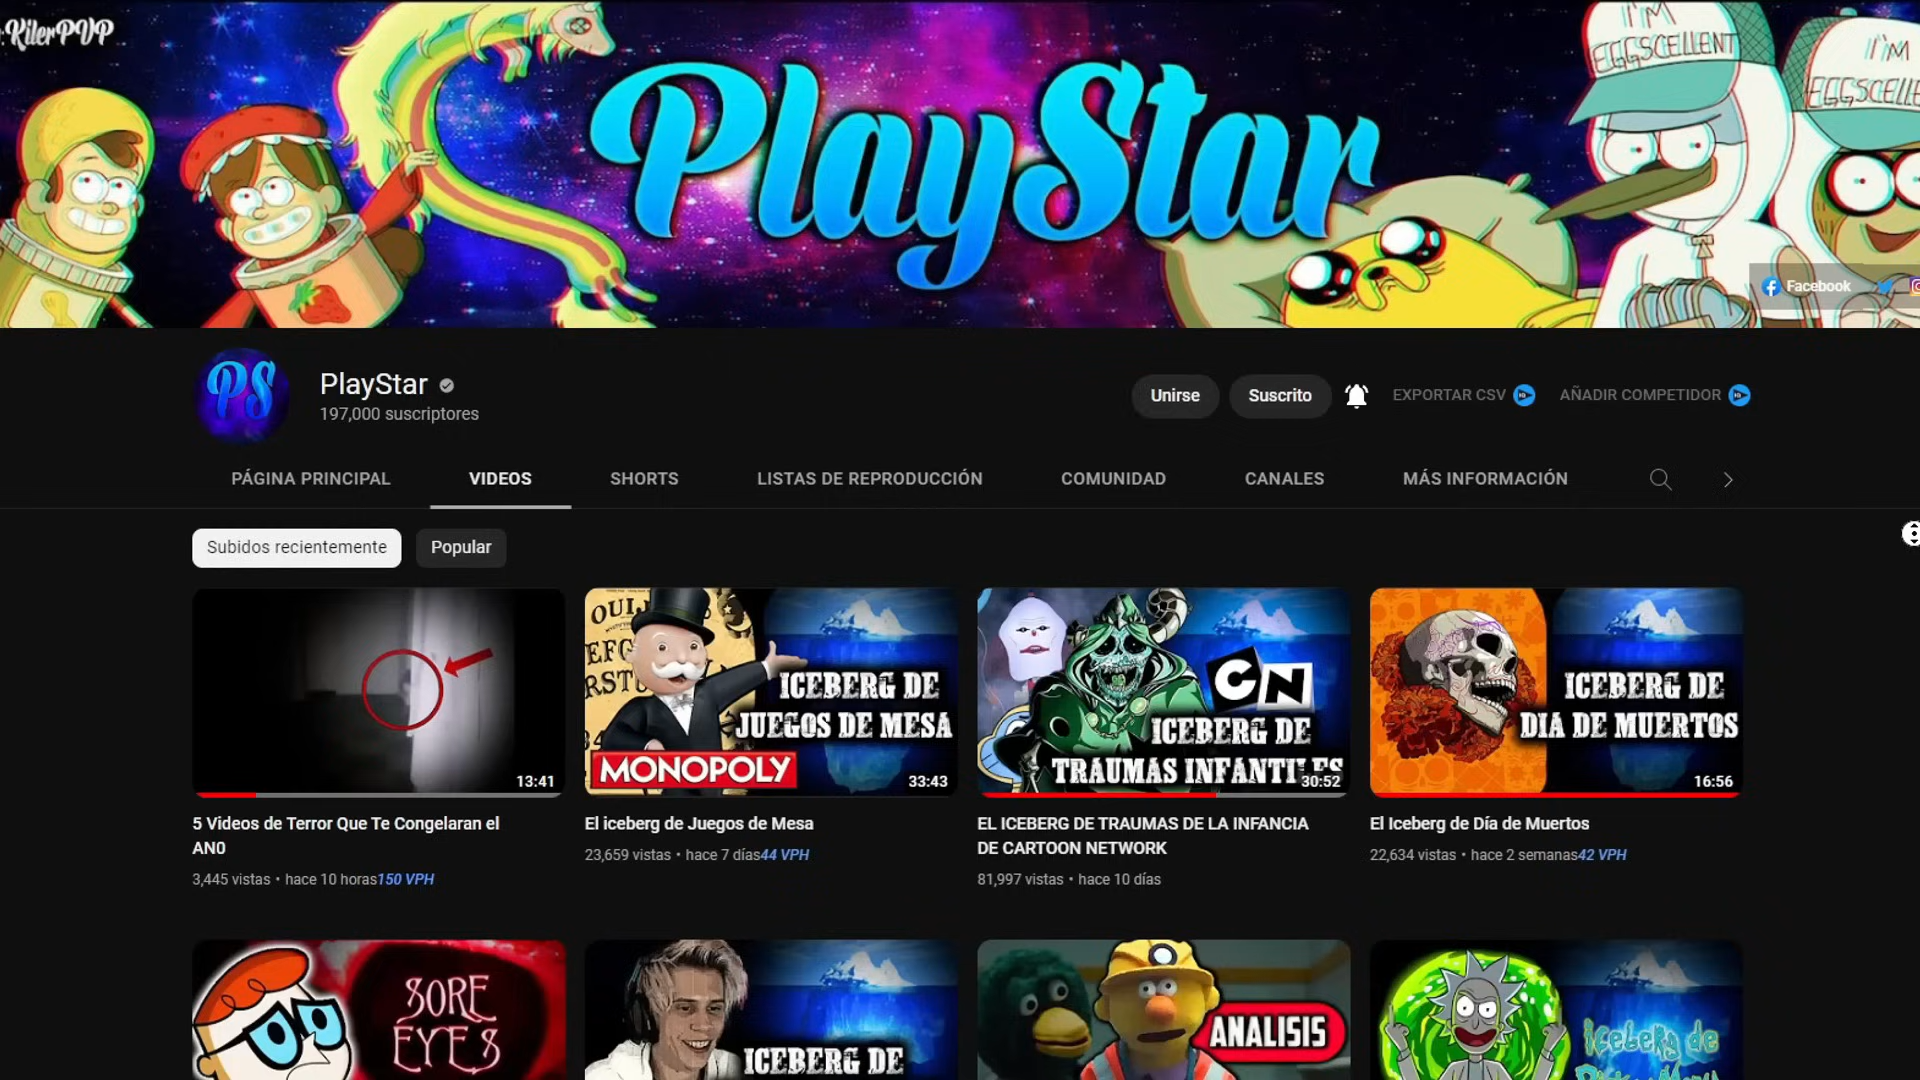 KilerPVP
PlayStar
I'M
EGGSCELLENT
I'M
EGGSCELLE
Facebook
PS
PlayStar
197,000 suscriptores
Unirse
Suscrito
EXPORTAR CSV
AÑADIR COMPETIDOR
PÁGINA PRINCIPAL
VIDEOS
SHORTS
LISTAS DE REPRODUCCIÓN
COMUNIDAD
CANALES
MÁS INFORMACIÓN
Subidos recientemente
Popular
13:41
OUIJ
EFG
RSTU
ICEBERG DE
JUEGOS DE MESA
MONOPOLY
33:43
CN
ICEBERG DE
TRAUMAS INFANTILES
30:52
ICEBERG DE
DIA DE MUERTOS
16:56
5 Videos de Terror Que Te Congelaran el
AN0
3,445 vistas • hace 10 horas150 VPH
El iceberg de Juegos de Mesa
23,659 vistas • hace 7 días44 VPH
EL ICEBERG DE TRAUMAS DE LA INFANCIA
DE CARTOON NETWORK
81,997 vistas • hace 10 días
El Iceberg de Día de Muertos
22,634 vistas • hace 2 semanas42 VPH
SORE
EYES
ICEBERG DE
ANALISIS
iceberg de